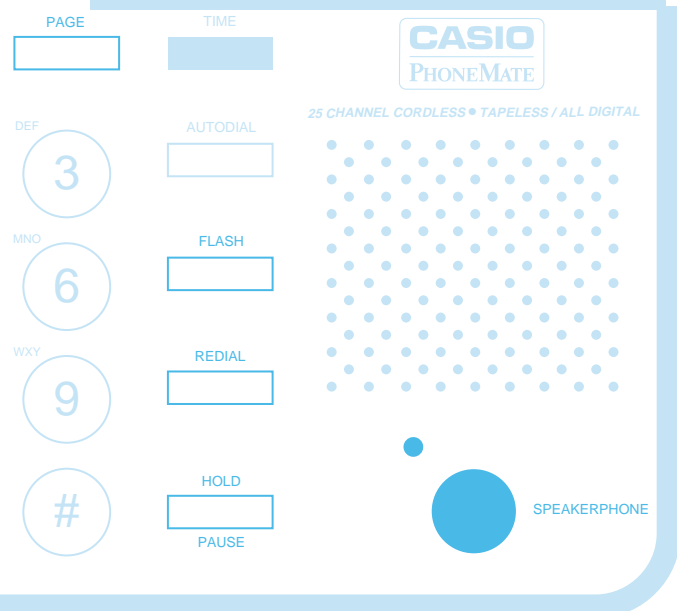 PAGE
TIME
CASIO
PHONEMATE
25 CHANNEL CORDLESS • TAPELESS / ALL DIGITAL
DEF
3
AUTODIAL
MNO
6
FLASH
WXY
9
REDIAL
#
HOLD
PAUSE
SPEAKERPHONE